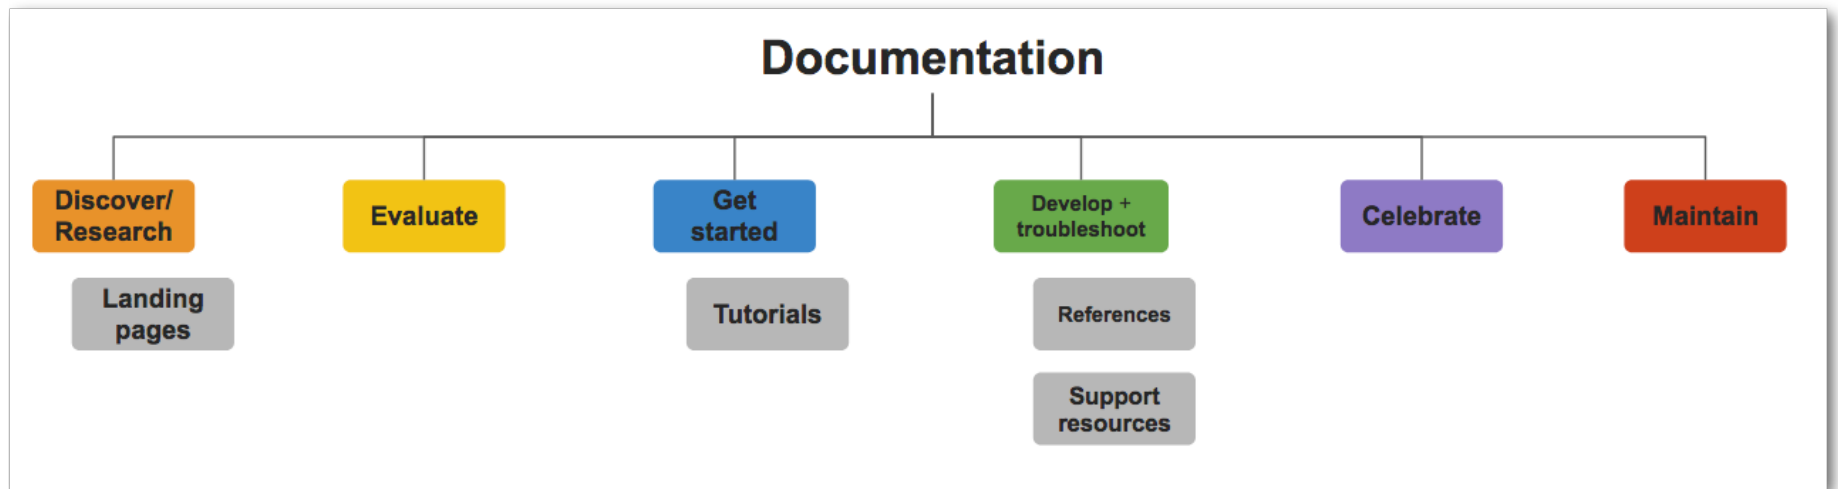 Documentation
Discover/
Research
Evaluate
Get
started
Develop +
troubleshoot
Celebrate
Maintain
Landing
pages
Tutorials
References
Support
resources